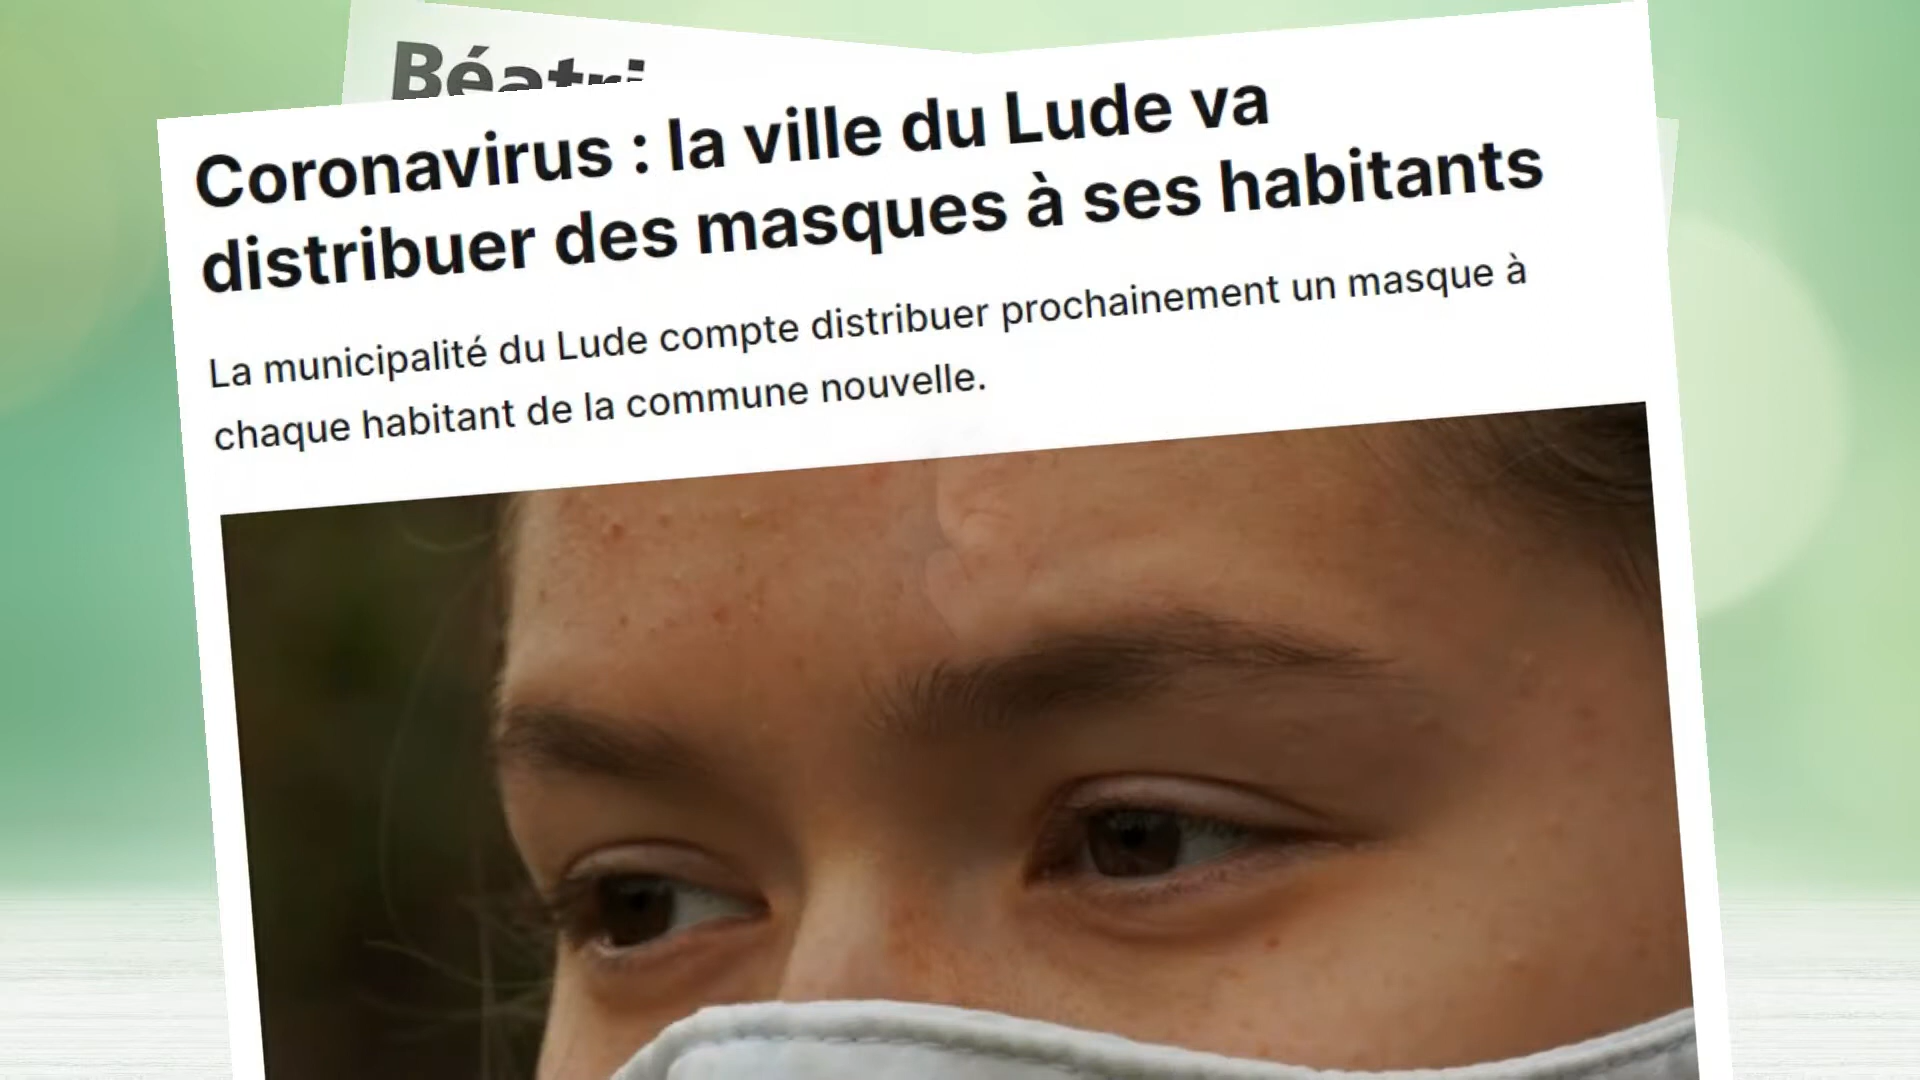 Coronavirus : la ville du Lude va
distribuer des masques à ses habitants
La municipalité du Lude compte distribuer prochainement un masque à
chaque habitant de la commune nouvelle.